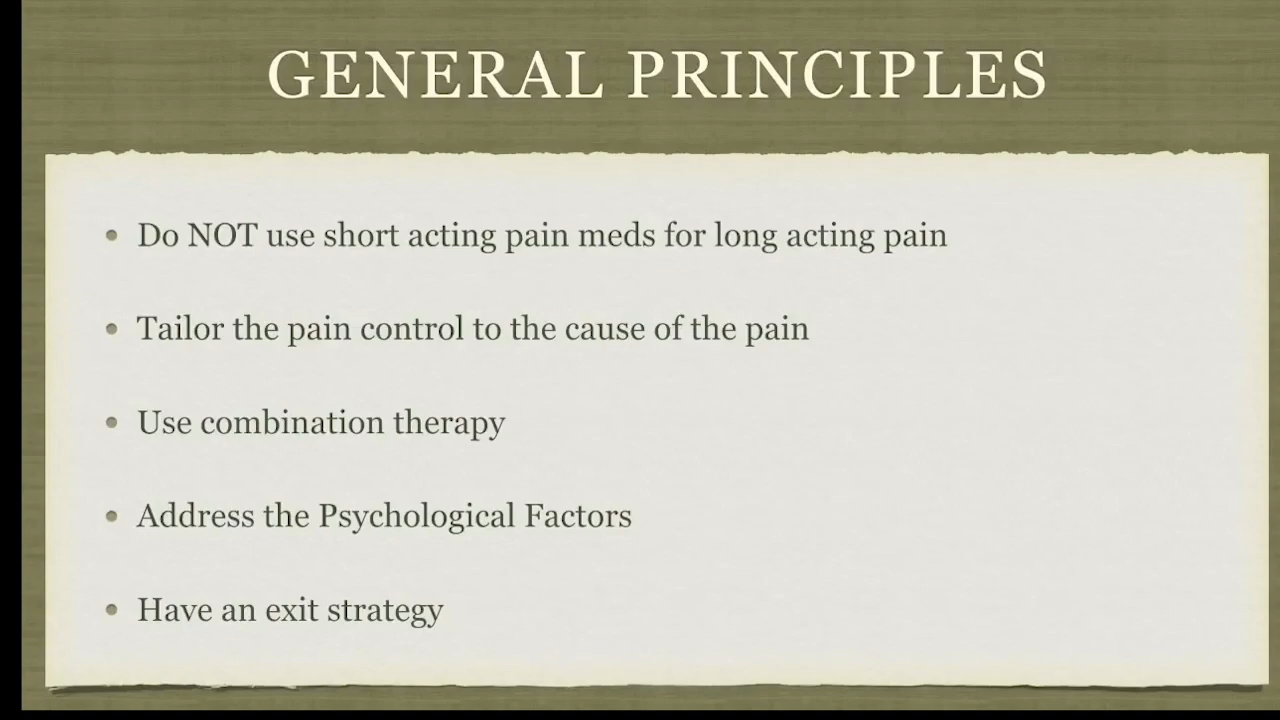 GENERAL PRINCIPLES
Do NOT use short acting pain meds for long acting pain
Tailor the pain control to the cause of the pain
Use combination therapy
Address the Psychological Factors
Have an exit strategy